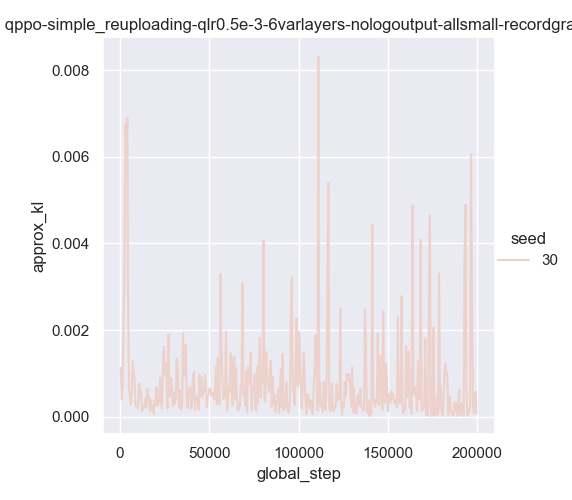 qppo-simple_reuploading-qlr0.5e-3-6varlayers-nologoutput-allsmall-recordgra
0.008
0.006
0.004
0.002
0.000
approx_kl
0
50000
100000
150000
200000
global_step
seed
30